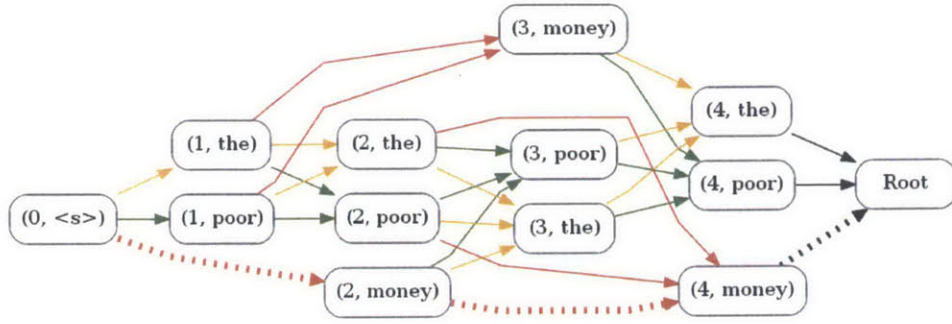 (3, money)
(4, the)
(1, the)
(2, the)
(3, poor)
(4, poor)
Root
(0, <s>)
(1, poor)
(2, poor)
(3, the)
(2, money)
(4, money)